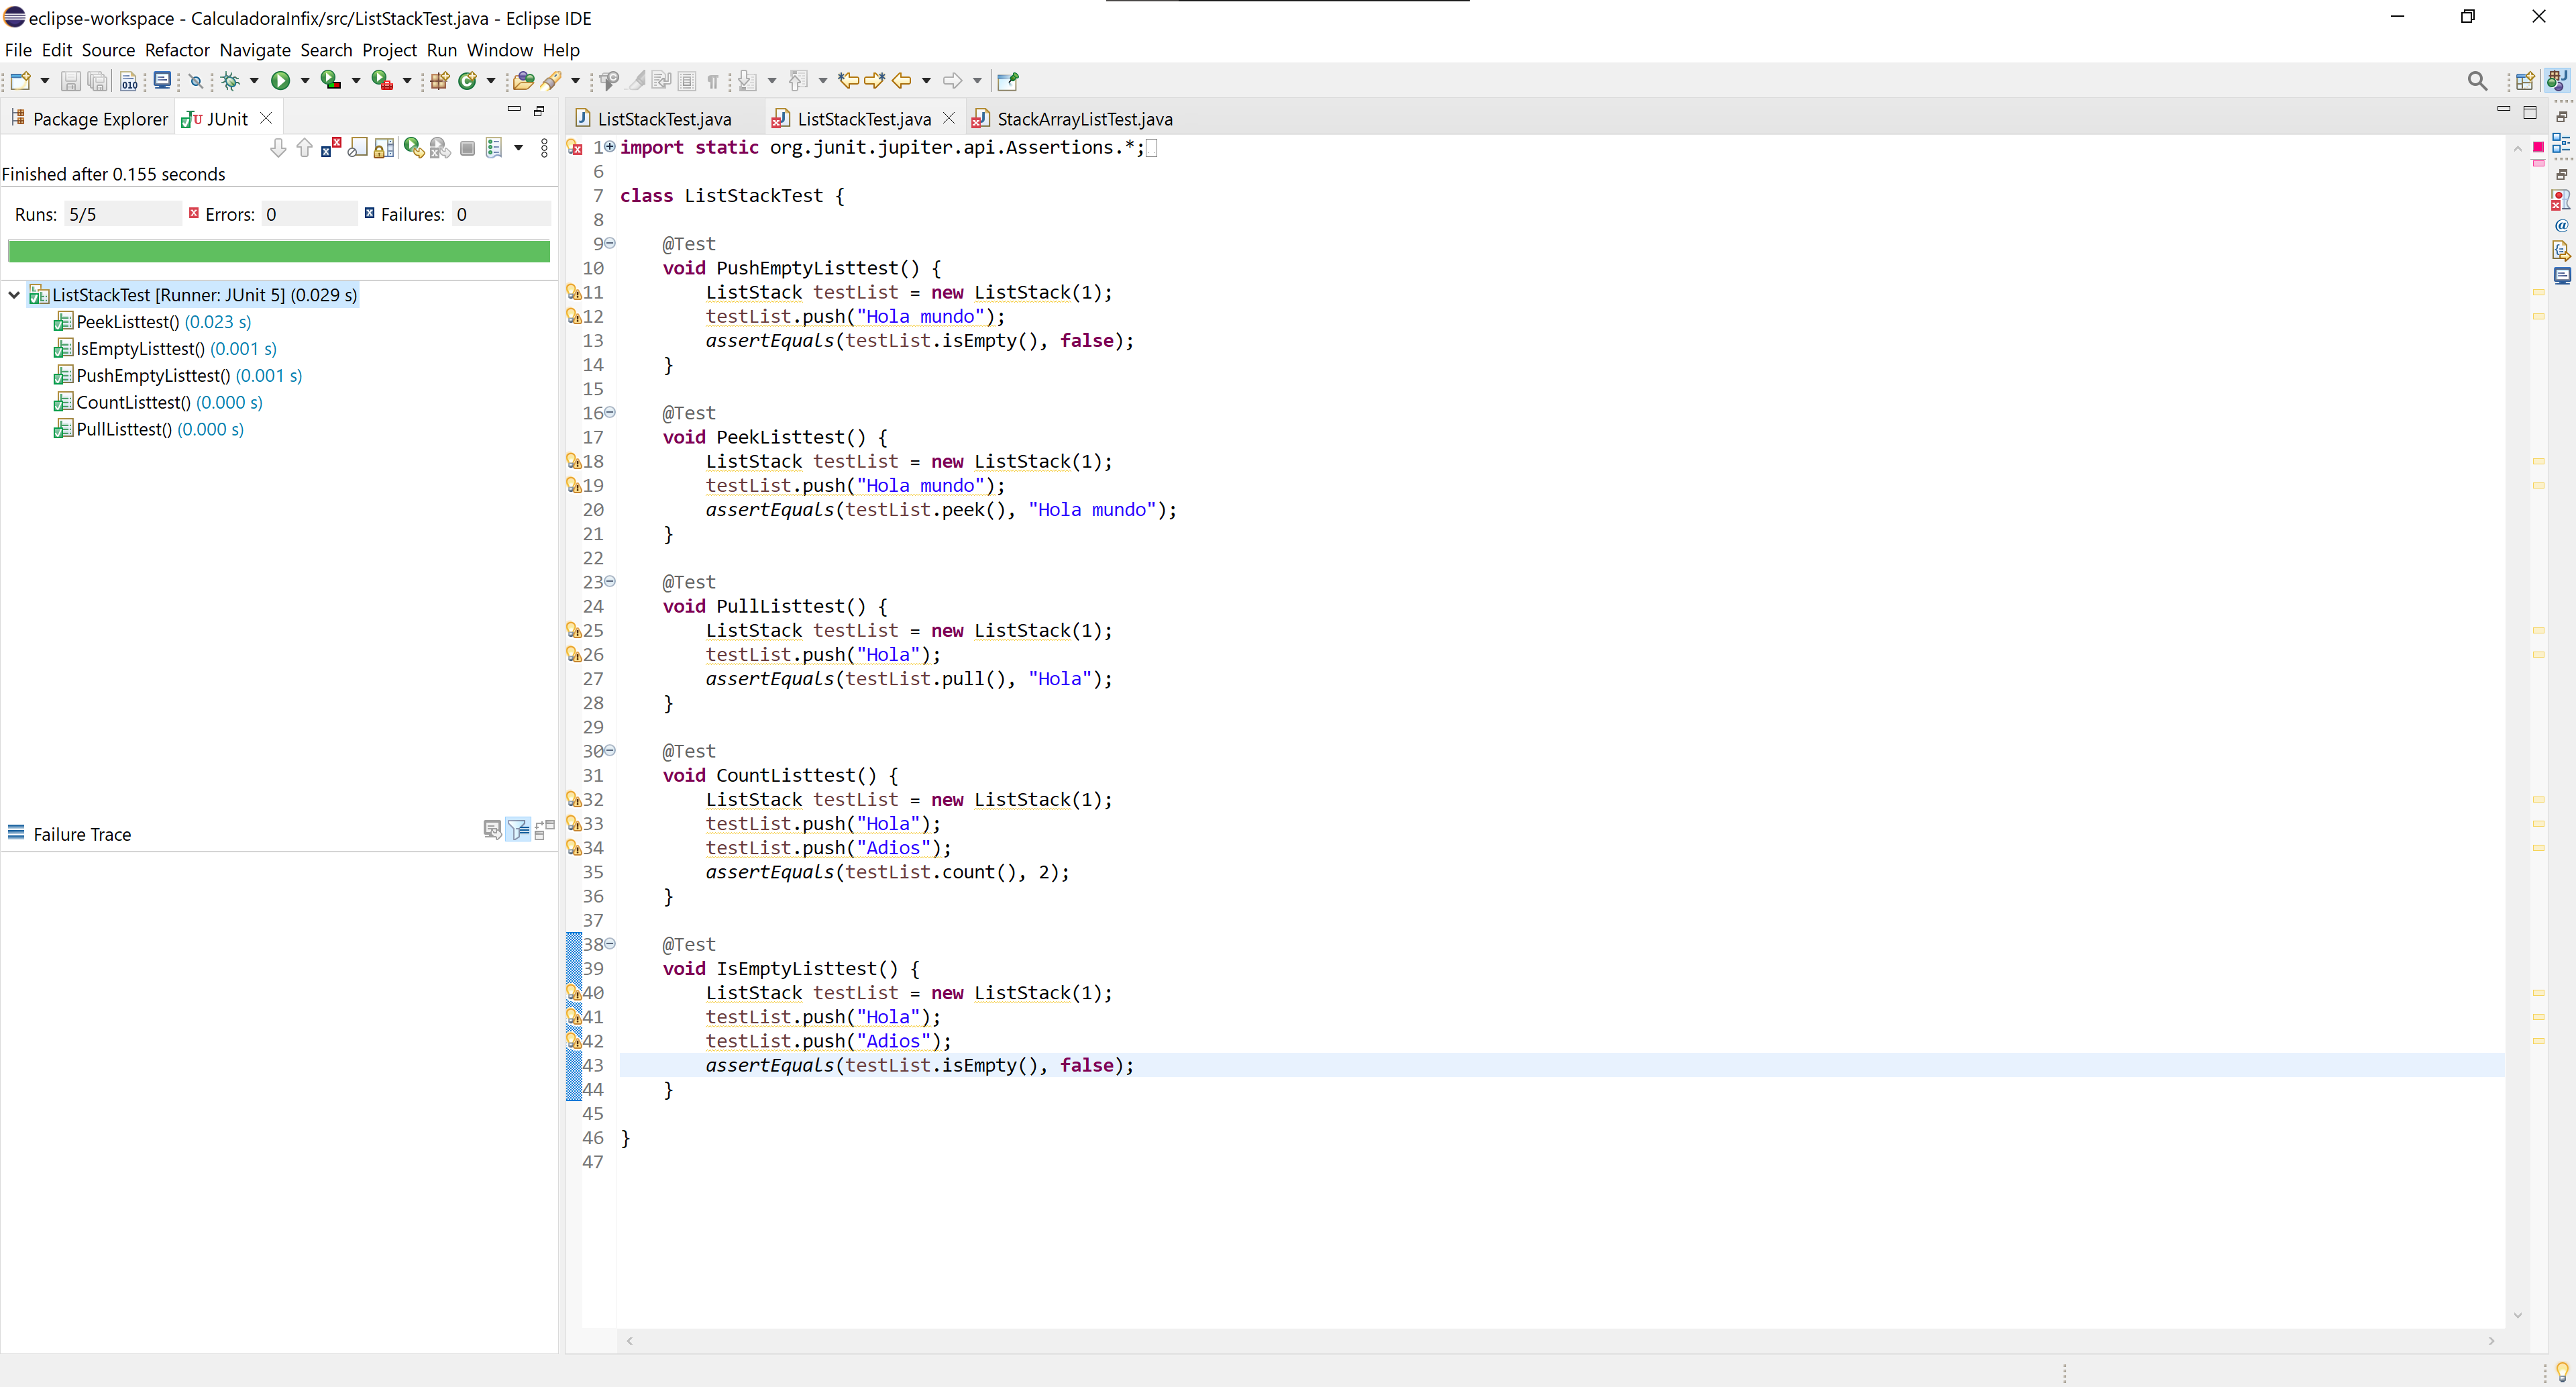 eclipse-workspace - CalculadoraInfix/src/ListStackTest.java - Eclipse IDE
File Edit Source Refactor Navigate Search Project Run Window Help
Package Explorer JUnit
Finished after 0.155 seconds
Runs: 5/5 Errors: 0 Failures: 0
ListStackTest [Runner: JUnit 5] (0.029 s)
PeekListtest() (0.023 s)
IsEmptyListtest() (0.001 s)
PushEmptyListtest() (0.001 s)
CountListtest() (0.000 s)
PullListtest() (0.000 s)
Failure Trace
ListStackTest.java ListStackTest.java StackArrayListTest.java
1 import static org.junit.jupiter.api.Assertions.*;
6
7 class ListStackTest {
8
9 @Test
10 void PushEmptyListtest() {
11 ListStack testList = new ListStack(1);
12 testList.push("Hola mundo");
13 assertEquals(testList.isEmpty(), false);
14 }
15
16 @Test
17 void PeekListtest() {
18 ListStack testList = new ListStack(1);
19 testList.push("Hola mundo");
20 assertEquals(testList.peek(), "Hola mundo");
21 }
22
23 @Test
24 void PullListtest() {
25 ListStack testList = new ListStack(1);
26 testList.push("Hola");
27 assertEquals(testList.pull(), "Hola");
28 }
29
30 @Test
31 void CountListtest() {
32 ListStack testList = new ListStack(1);
33 testList.push("Hola");
34 testList.push("Adios");
35 assertEquals(testList.count(), 2);
36 }
37
38 @Test
39 void IsEmptyListtest() {
40 ListStack testList = new ListStack(1);
41 testList.push("Hola");
42 testList.push("Adios");
43 assertEquals(testList.isEmpty(), false);
44 }
45
46 }
47